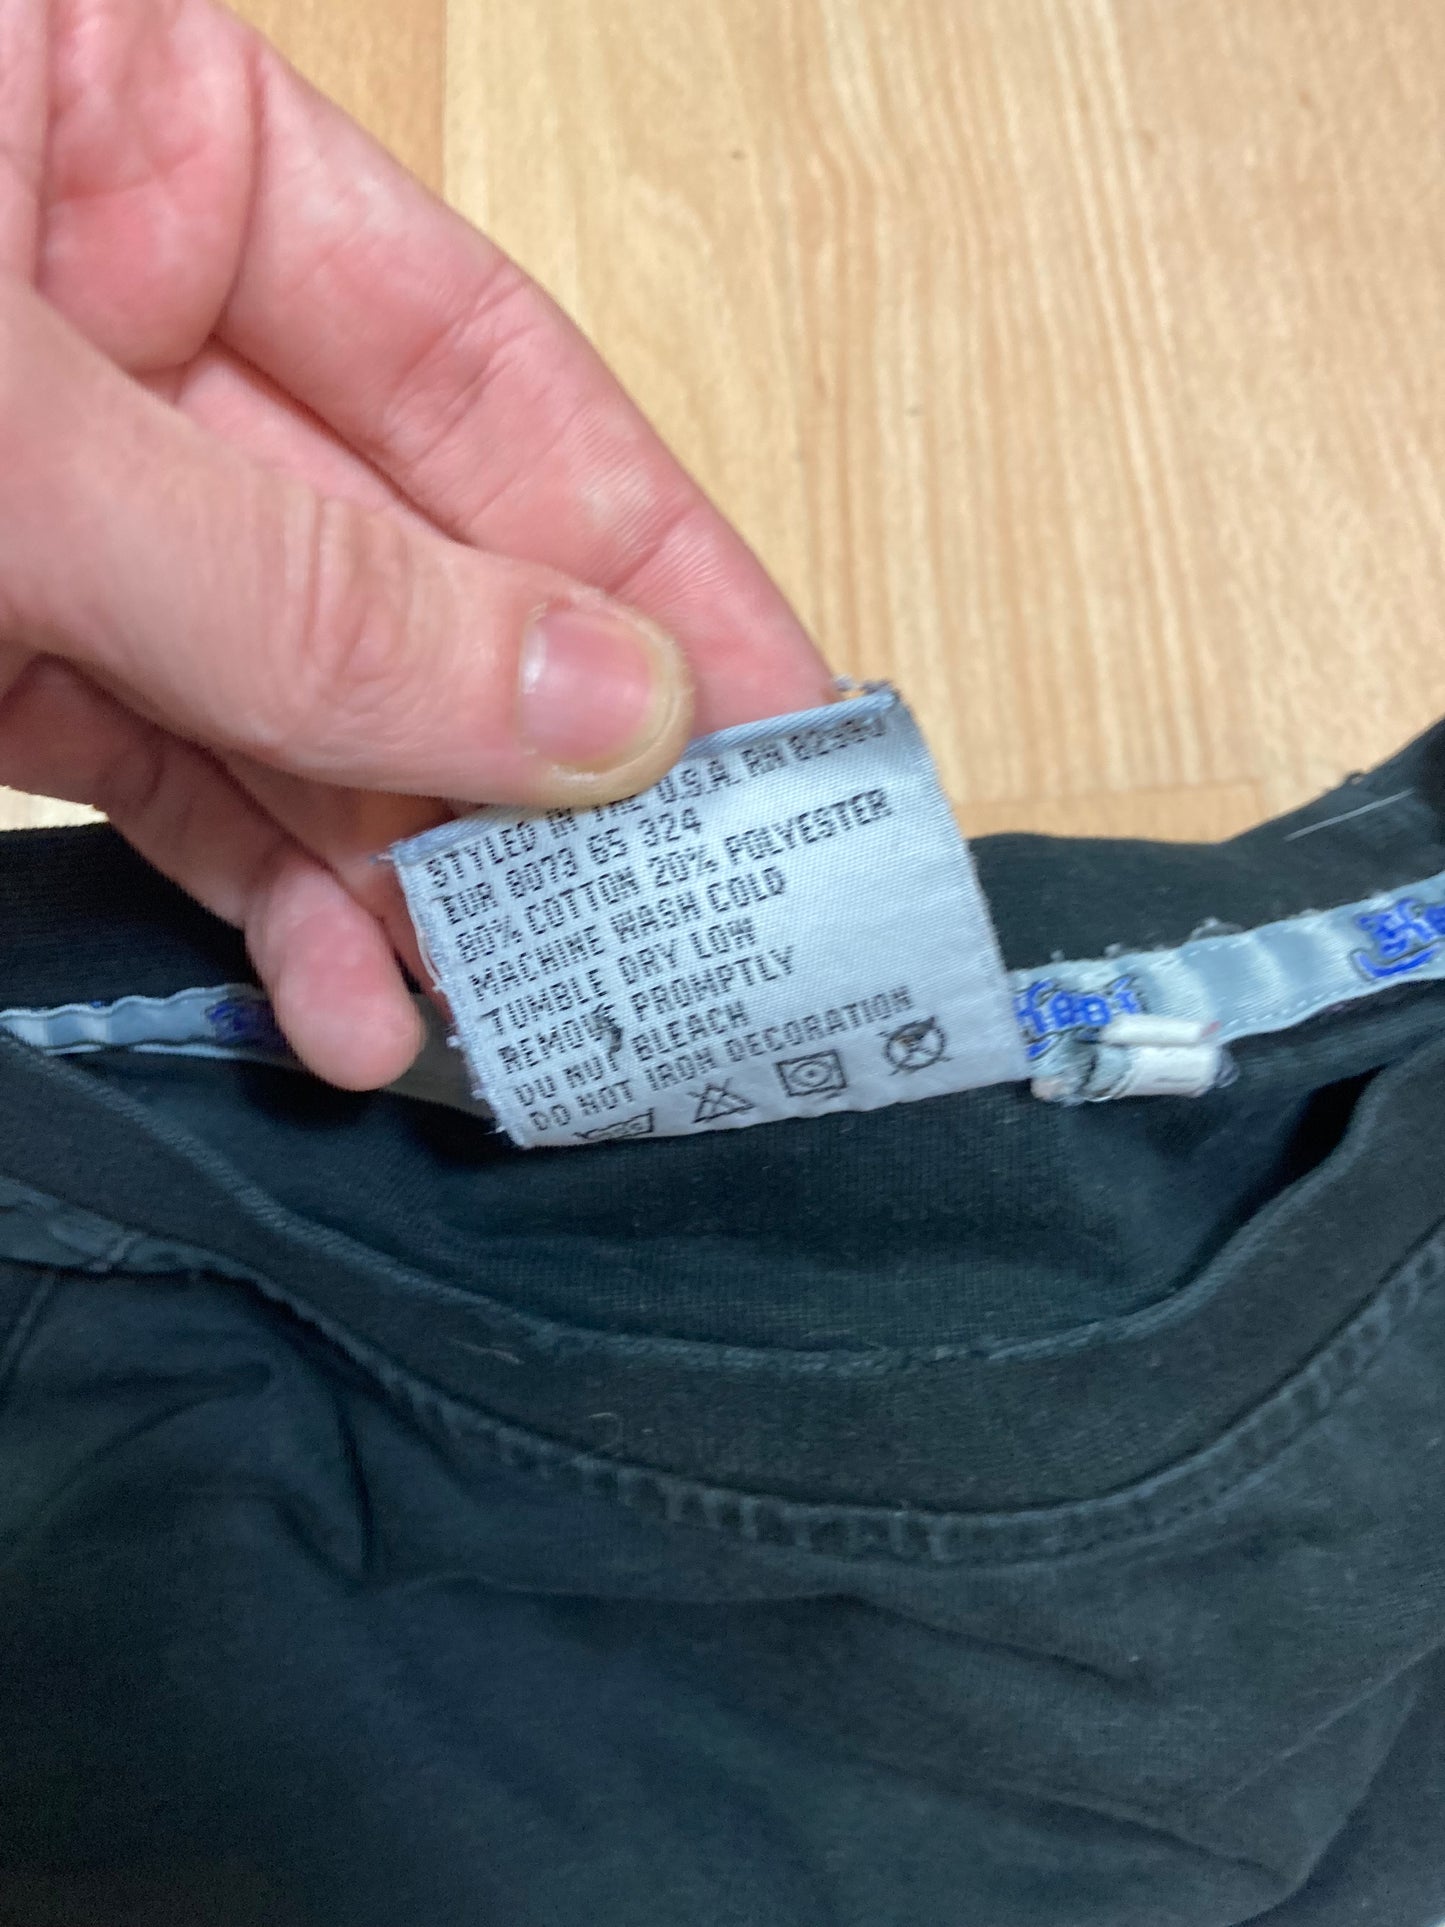 STYLED IN THE U.S.A. RN
EUR 8073 65 324
80% COTTON 20% POLYESTER
MACHINE WASH COLD
TUMBLE DRY LOW
REMOVE PROMPTLY
DO NOT BLEACH
DO NOT IRON DECORATION